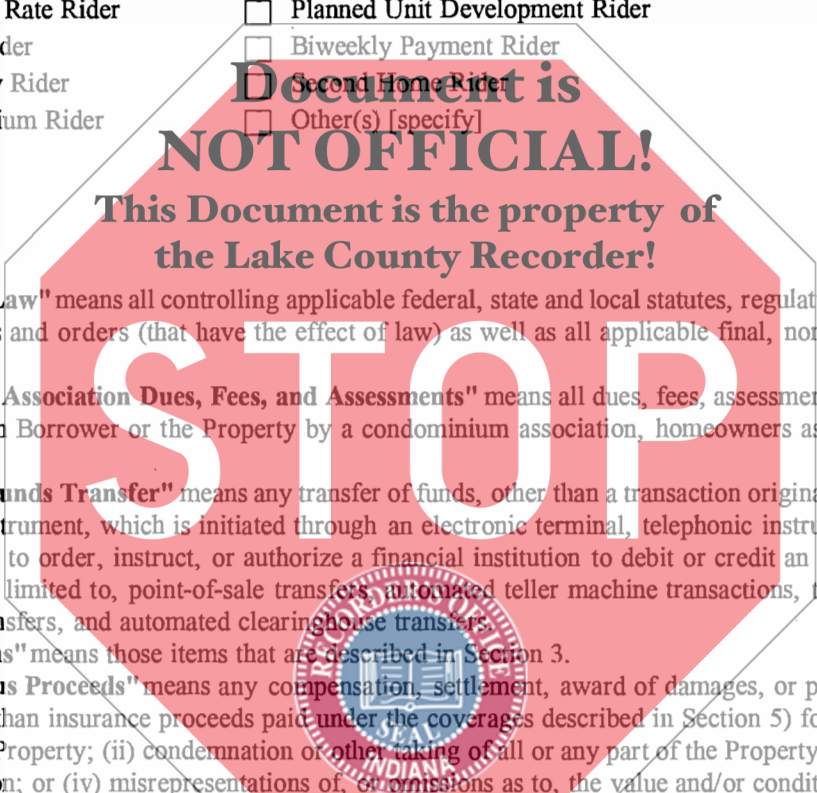 Rate Rider ☐ Planned Unit Development Rider
der ☐ Biweekly Payment Rider
Rider ☐ Second Home Rider
ium Rider ☐ Other(s) [specify]
Document is
NOT OFFICIAL!
This Document is the property of
the Lake County Recorder!
Law" means all controlling applicable federal, state and local statutes, regulat
s and orders (that have the effect of law) as well as all applicable final, non
Association Dues, Fees, and Assessments" means all dues, fees, assessmen
n Borrower or the Property by a condominium association, homeowners as
unds Transfer" means any transfer of funds, other than a transaction origina
trument, which is initiated through an electronic terminal, telephonic instru
to order, instruct, or authorize a financial institution to debit or credit an
limited to, point-of-sale transfers, automated teller machine transactions, t
nsfers, and automated clearinghouse transfers.
s" means those items that are described in Section 3.
us Proceeds" means any compensation, settlement, award of damages, or p
than insurance proceeds paid under the coverages described in Section 5) fo
Property; (ii) condemnation or other taking of all or any part of the Property
n; or (iv) misrepresentations of, or omissions as to, the value and/or condit
STOP
RECORDER'S OFFICE
SEAL
INDIANA